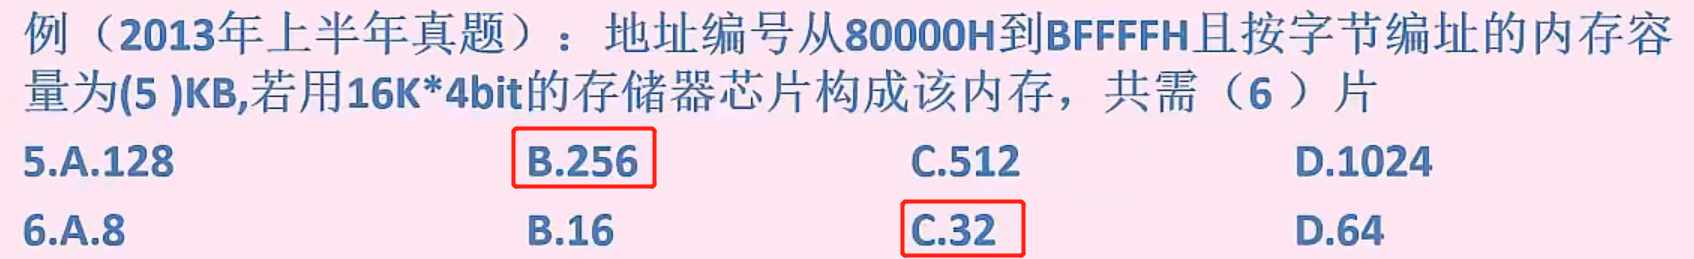 例（2013年上半年真题）：地址编号从80000H到BFFFFH且按字节编址的内存容
量为(5 )KB,若用16K*4bit的存储器芯片构成该内存，共需（6 ）片
5.A.128 B.256 C.512 D.1024
6.A.8 B.16 C.32 D.64